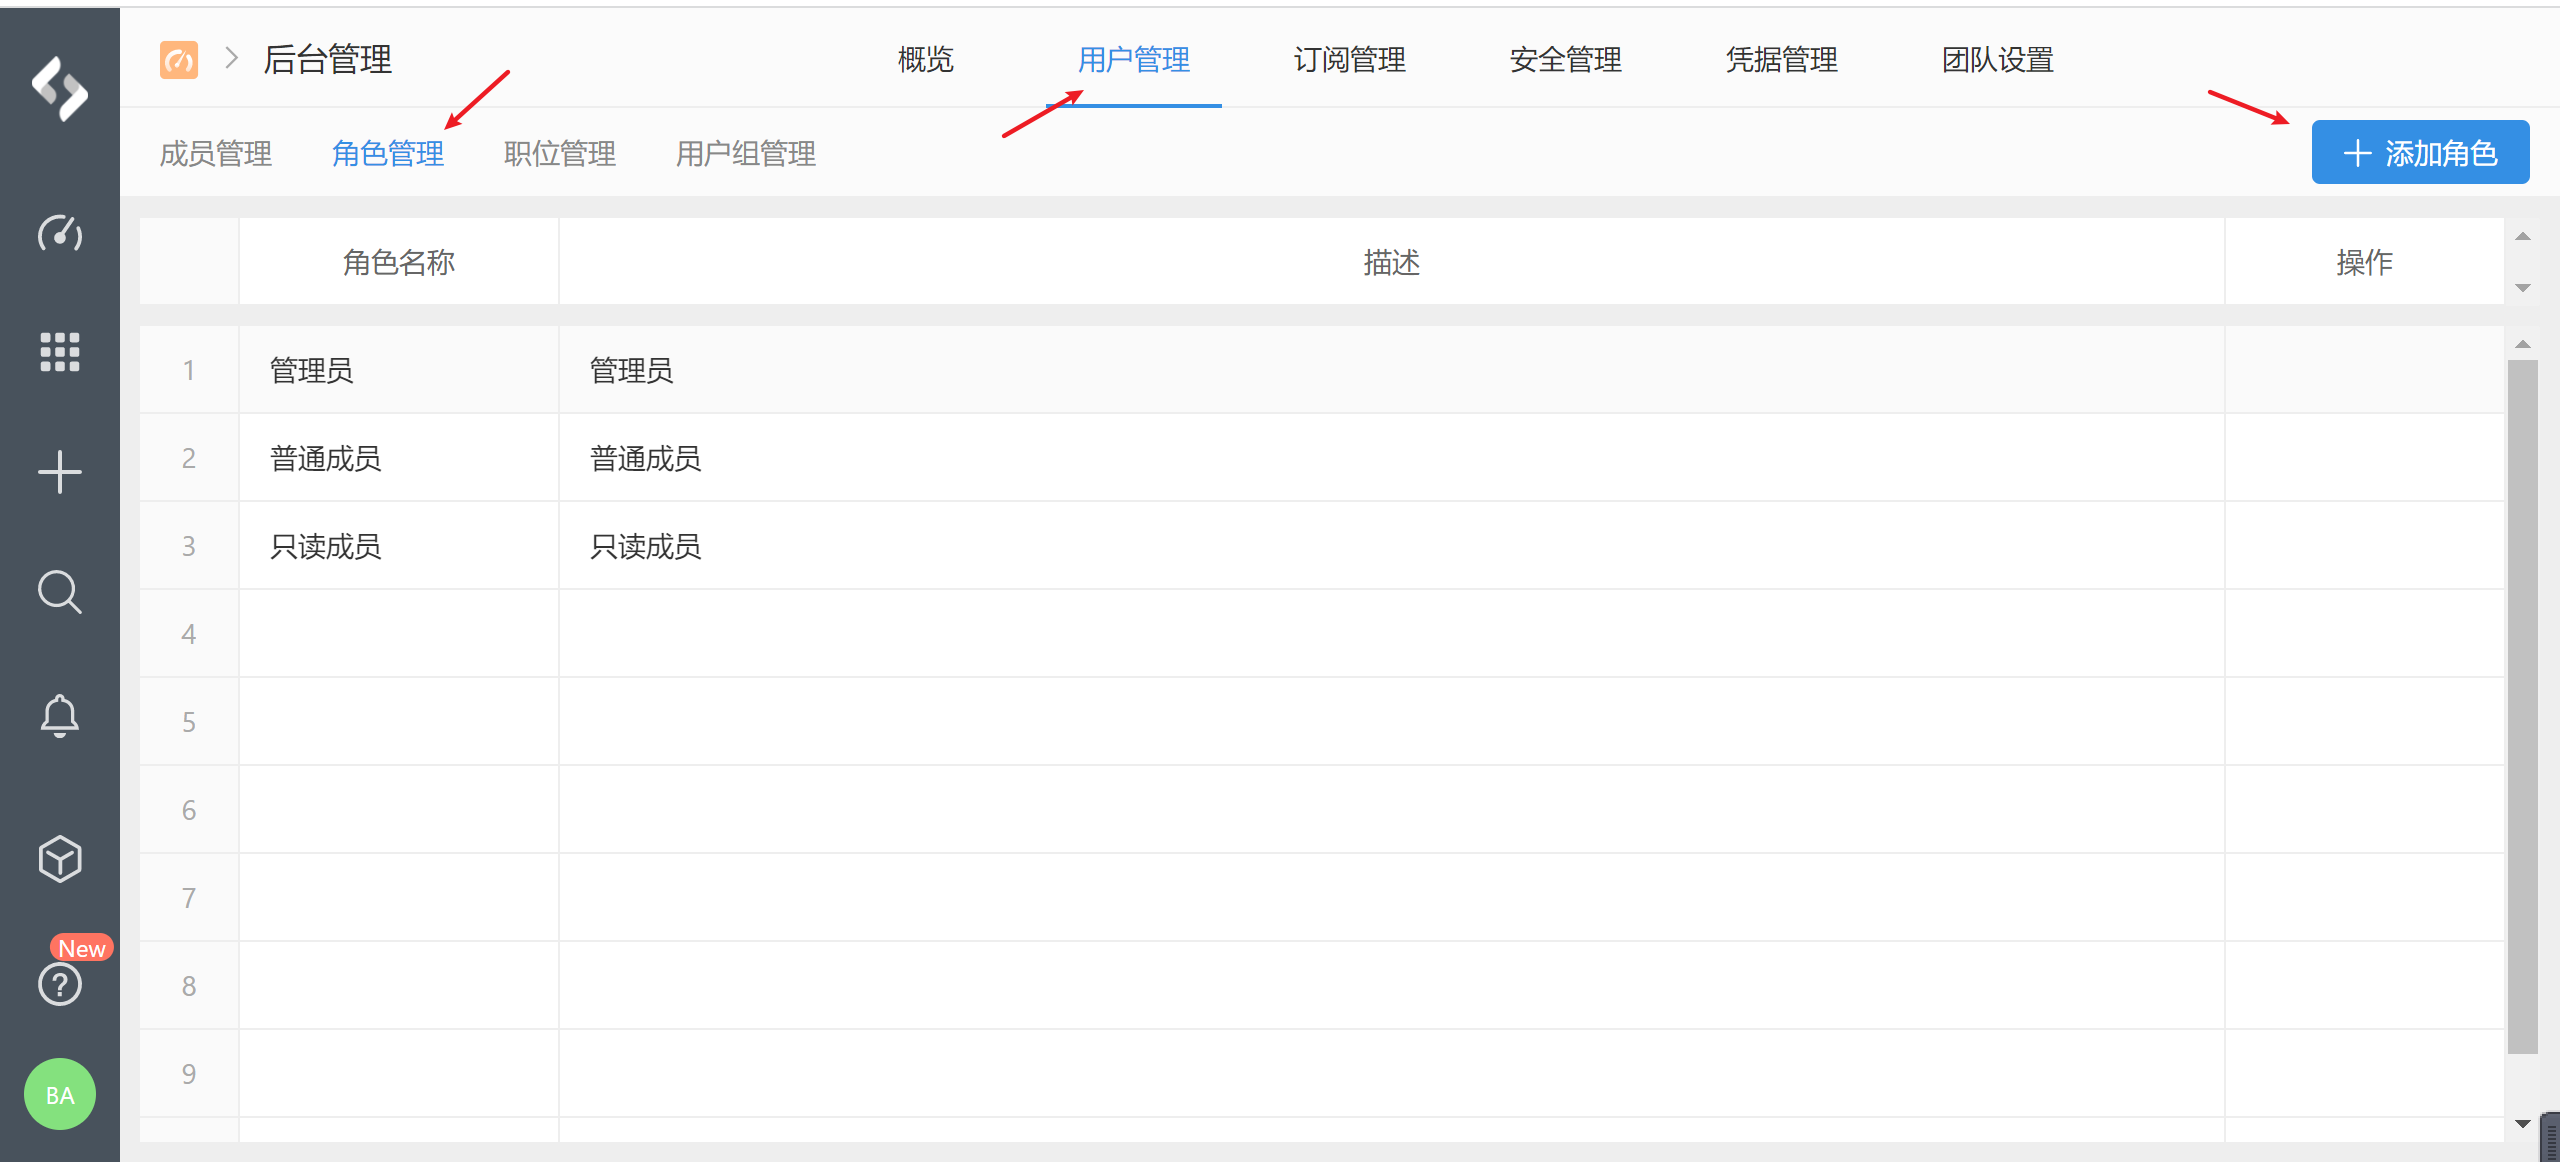 后台管理
概览 用户管理 订阅管理 安全管理 凭据管理 团队设置
成员管理 角色管理 职位管理 用户组管理
添加角色
角色名称 描述 操作
1 管理员 管理员
2 普通成员 普通成员
3 只读成员 只读成员
4
5
6
7
8
9
New
?
BA